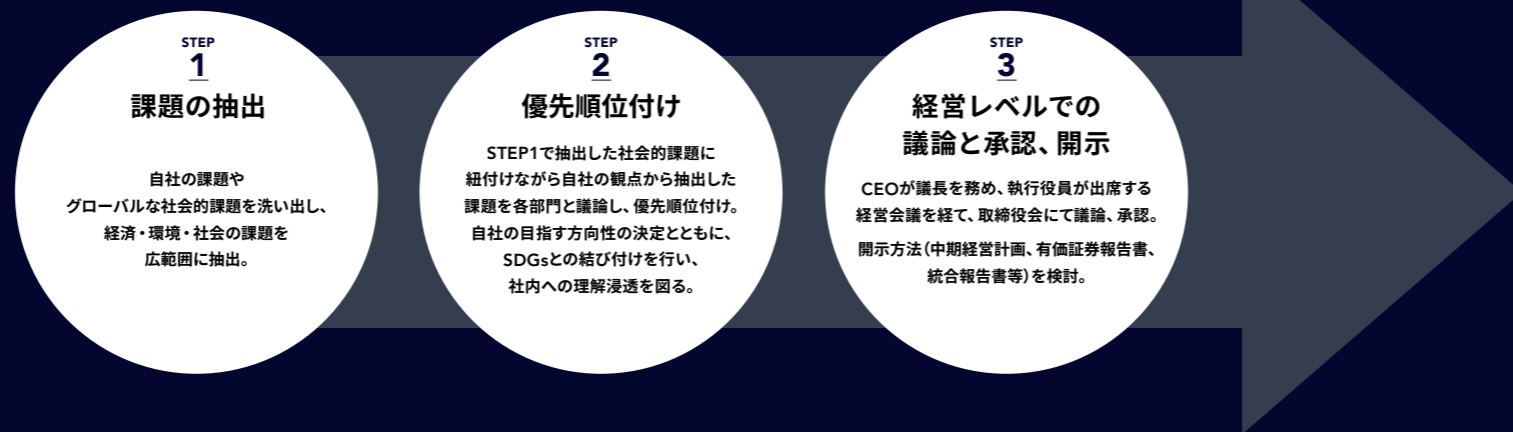 STEP
1
課題の抽出
自社の課題や
グローバルな社会的課題を洗い出し、
経済・環境・社会の課題を
広範囲に抽出。
STEP
2
優先順位付け
STEP1で抽出した社会的課題に
紐付けながら自社の観点から抽出した
課題を各部門と議論し、優先順位付け。
自社の目指す方向性の決定とともに、
SDGsとの結び付けを行い、
社内への理解浸透を図る。
STEP
3
経営レベルでの
議論と承認、開示
CEOが議長を務め、執行役員が出席する
経営会議を経て、取締役会にて議論、承認。
開示方法（中期経営計画、有価証券報告書、
統合報告書等）を検討。